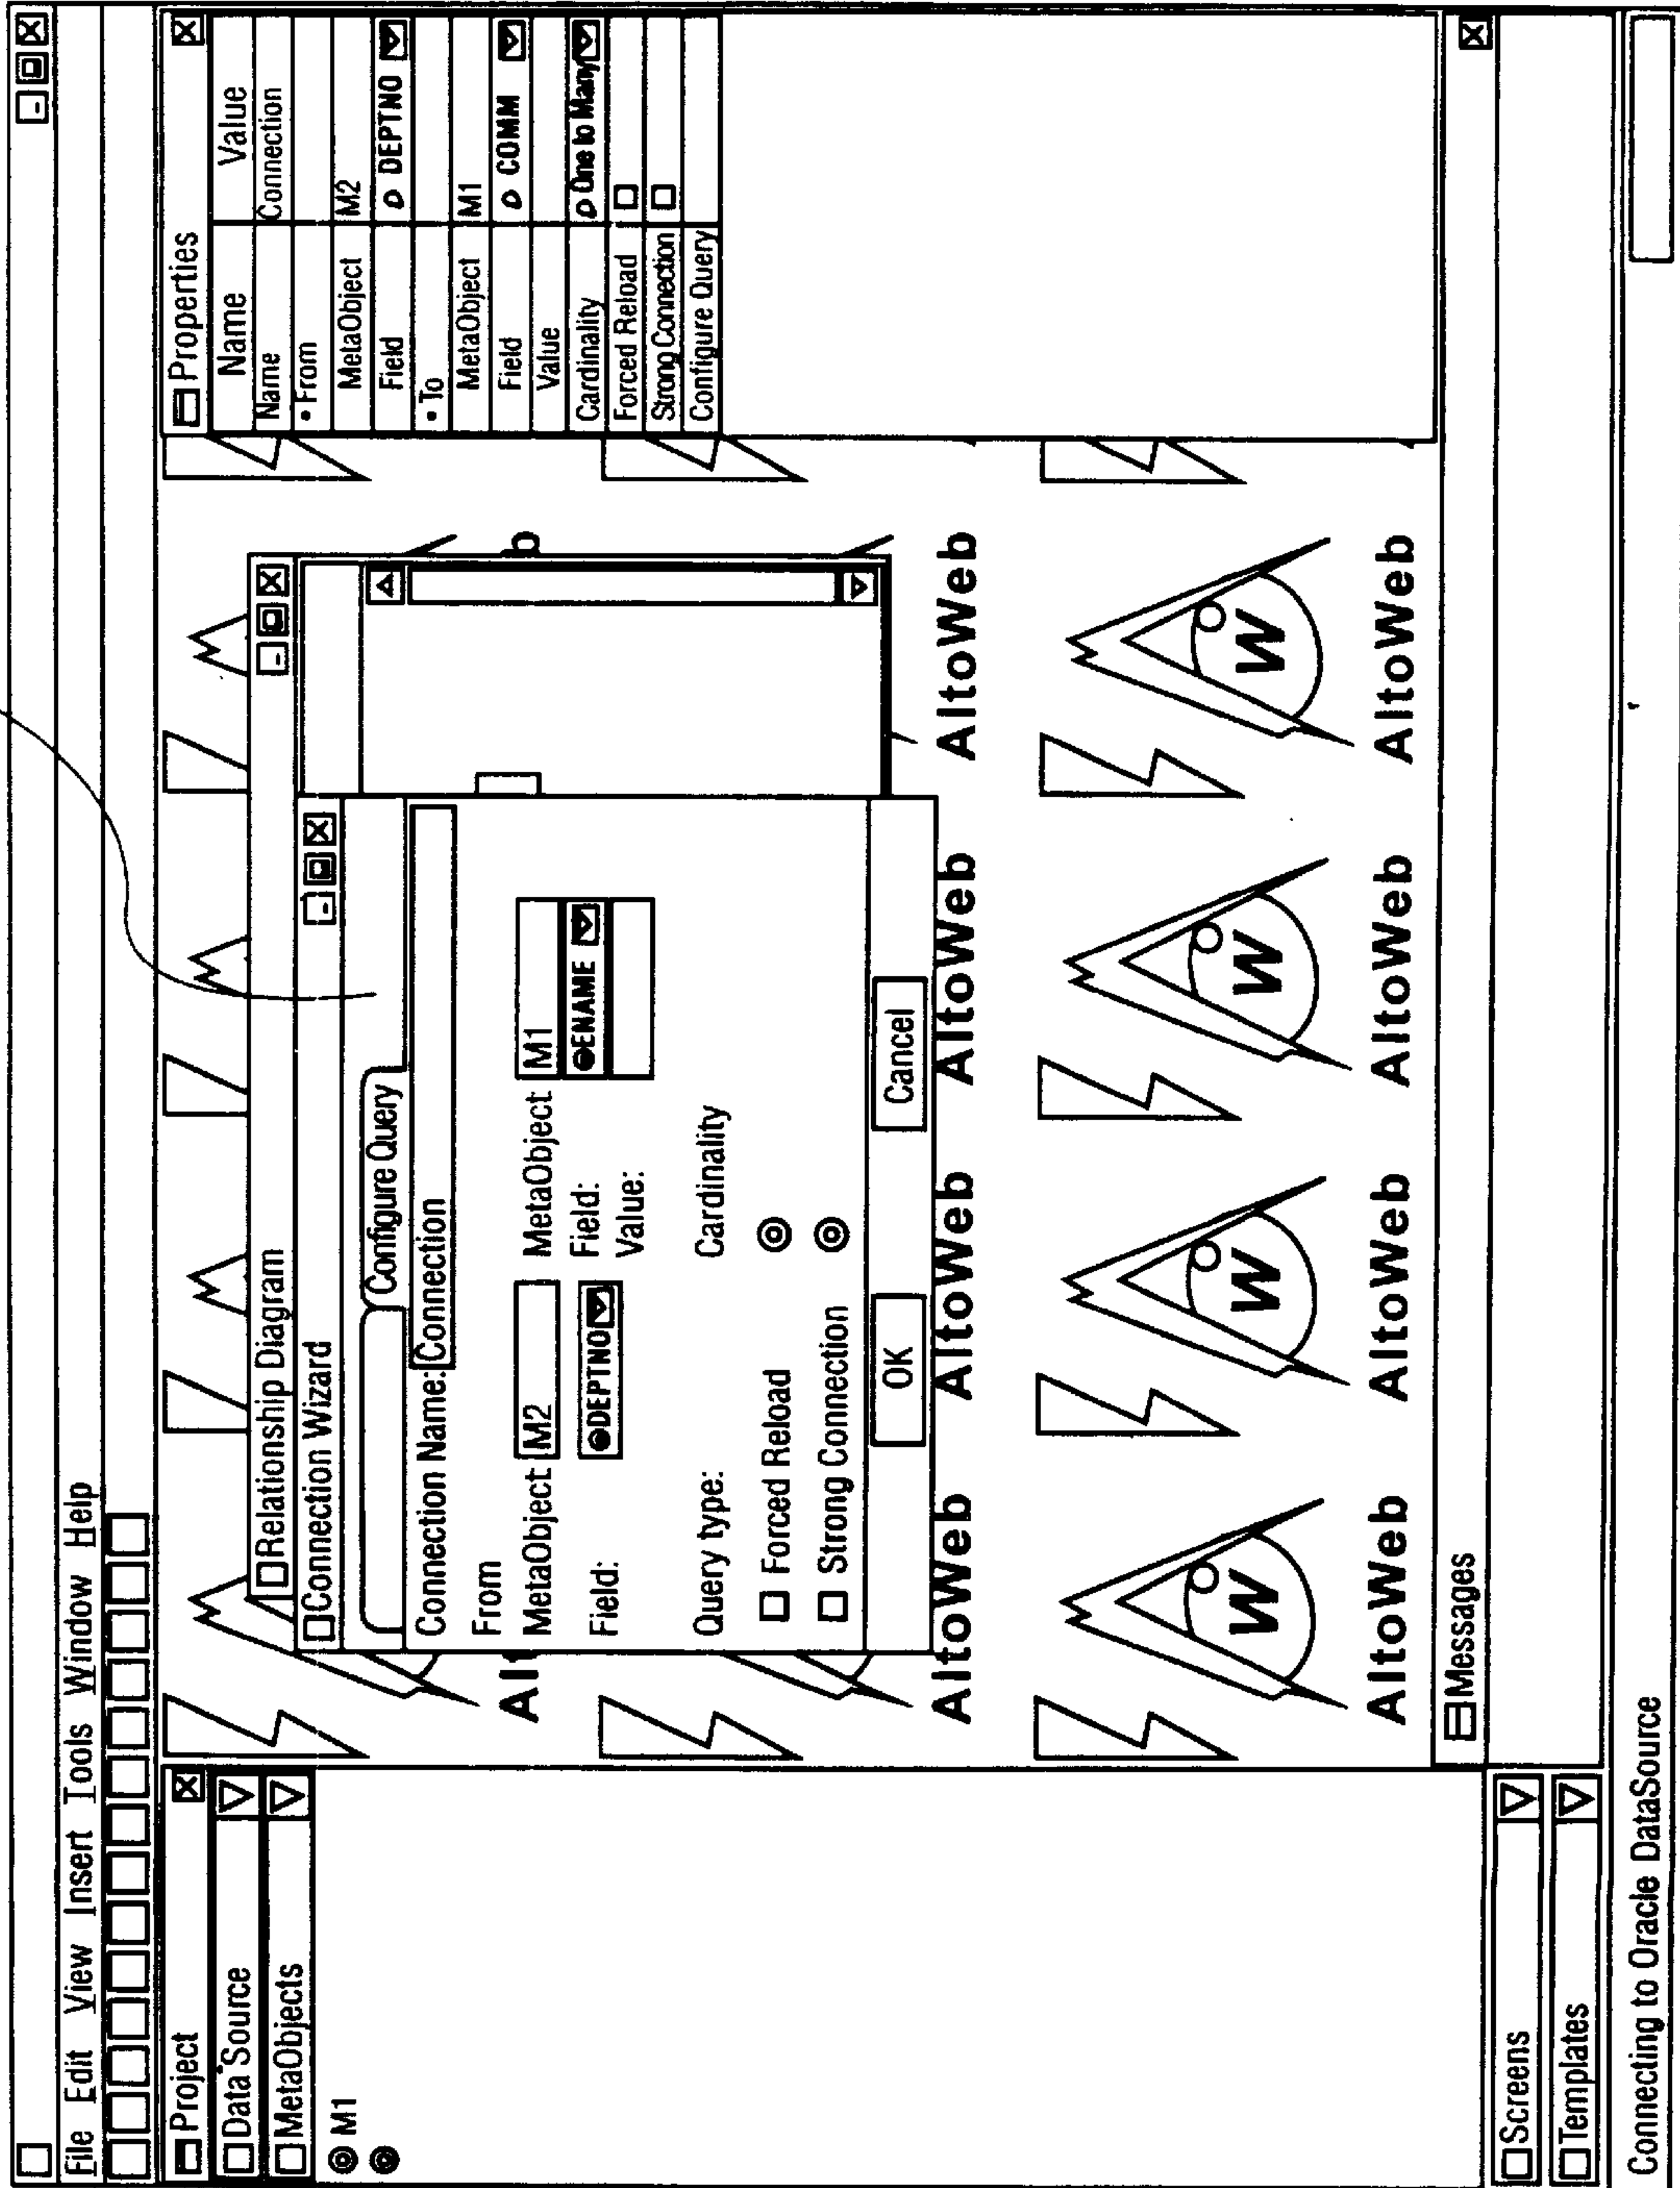 File Edit View Insert Tools Window Help
Project
Data Source
MetaObjects
M1
Screens
Templates
Relationship Diagram
Connection Wizard
Configure Query
Connection Name: Connection
From
MetaObject M2 MetaObject M1
Field: DEPTNO Field: ENAME
Value:
Query type: Cardinality
Forced Reload
Strong Connection
OK Cancel
Alt
b
AltoWeb AltoWeb AltoWeb AltoWeb
W W W W
AltoWeb AltoWeb AltoWeb AltoWeb
Properties
Name Value
Name Connection
• From
MetaObject M2
Field DEPTNO
• To
MetaObject M1
Field COMM
Value
Cardinality One to Many
Forced Reload
Strong Connection
Configure Query
Messages
Connecting to Oracle DataSource